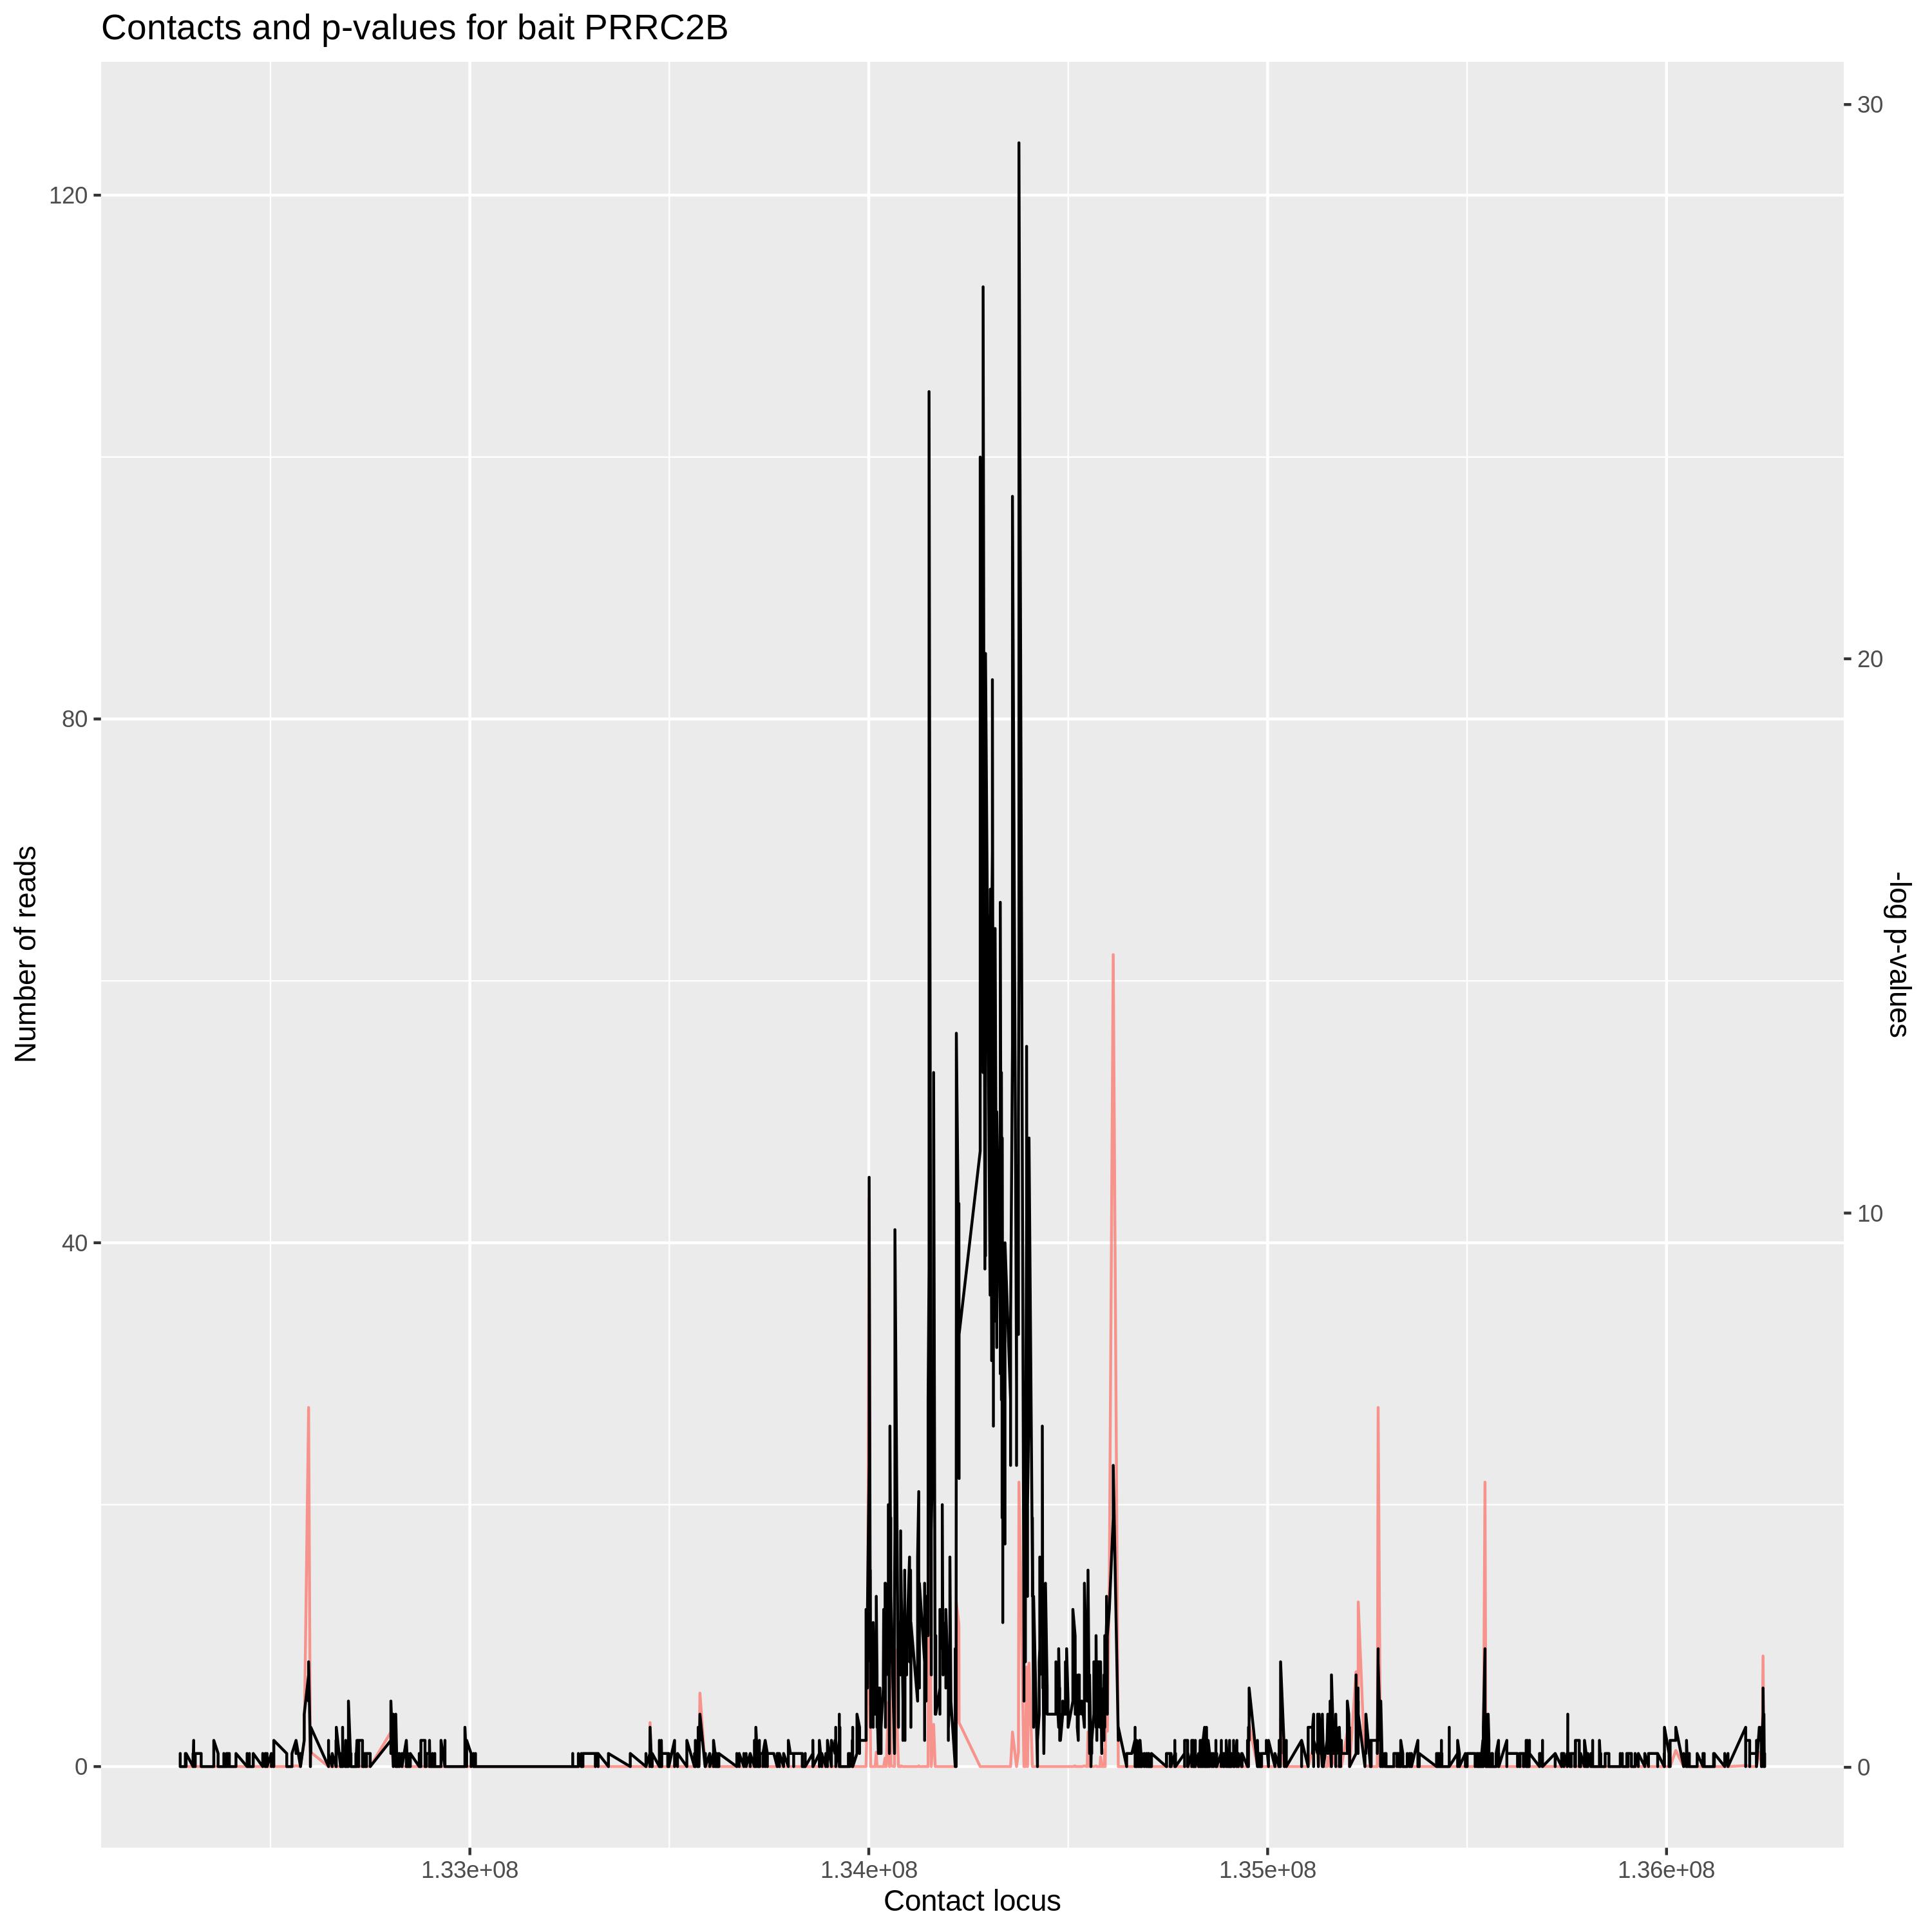 Contacts and p-values for bait PRRC2B
Number of reads
120
80
40
0
30
20
10
0
-log p-values
1.33e+08
1.34e+08
1.35e+08
1.36e+08
Contact locus